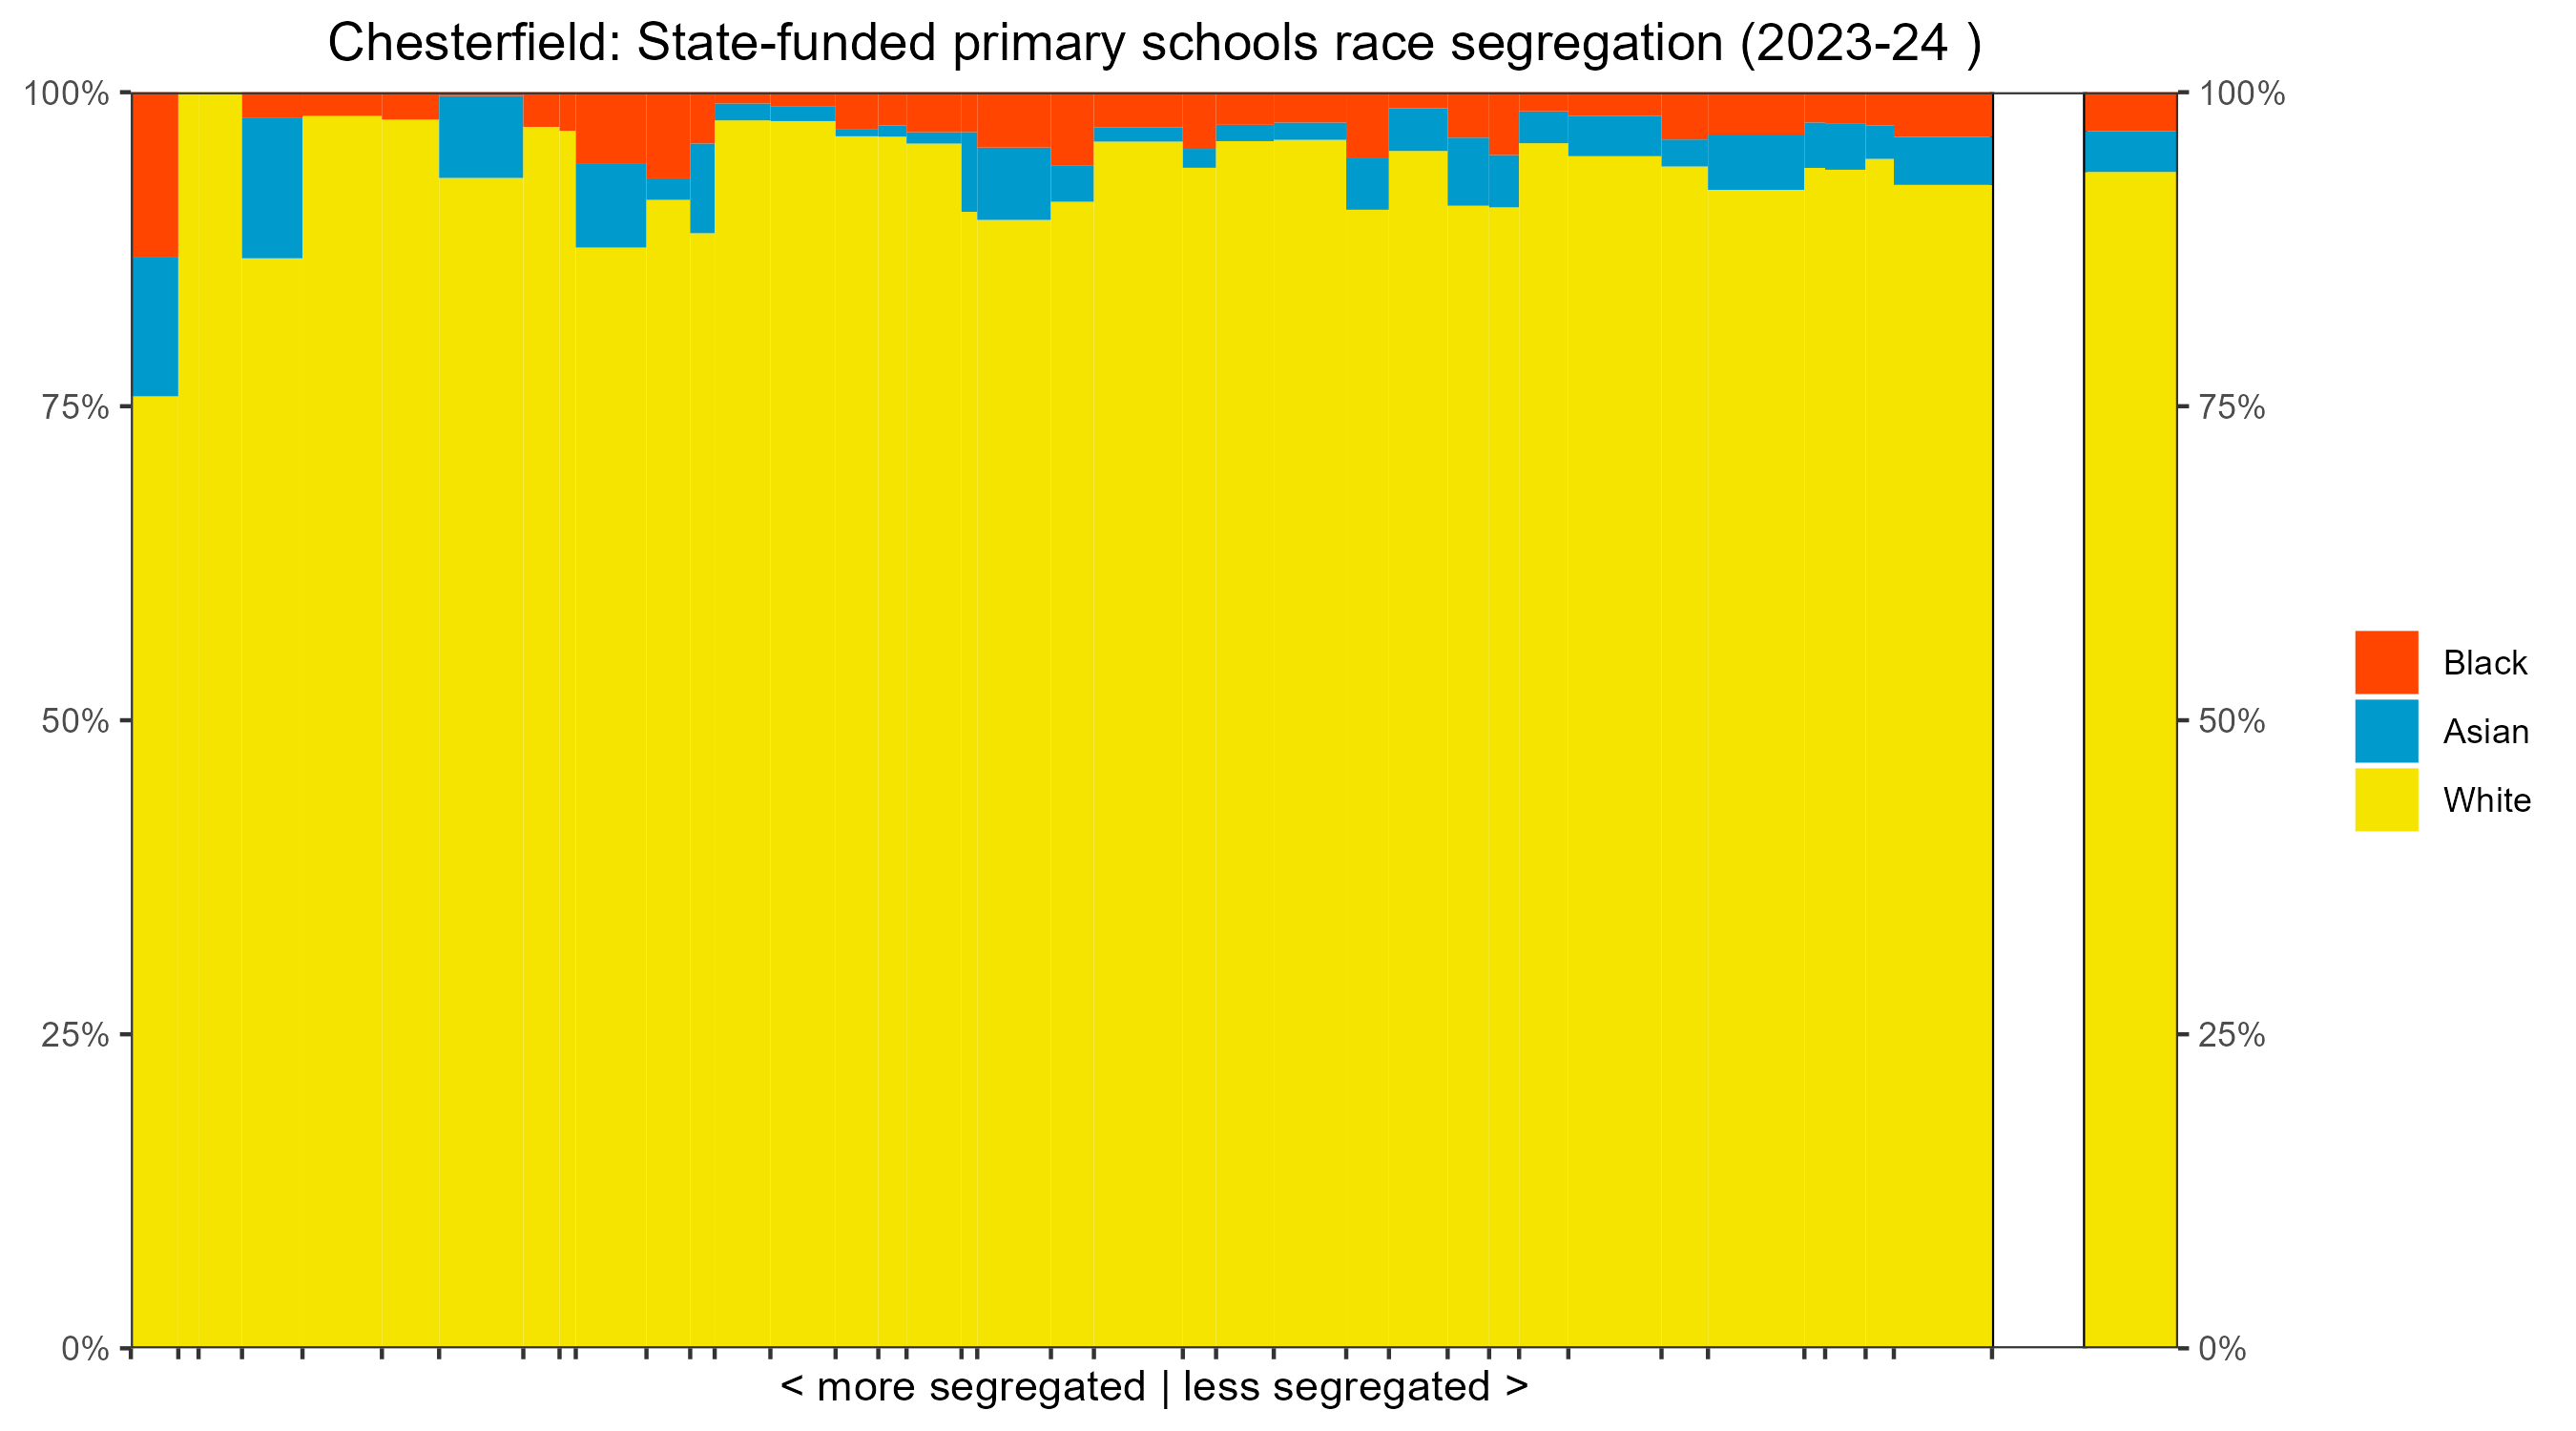 Chesterfield: State-funded primary schools race segregation (2023-24 )
100%
75%
50%
25%
0%
100%
75%
50%
25%
0%
Black
Asian
White
< more segregated | less segregated >